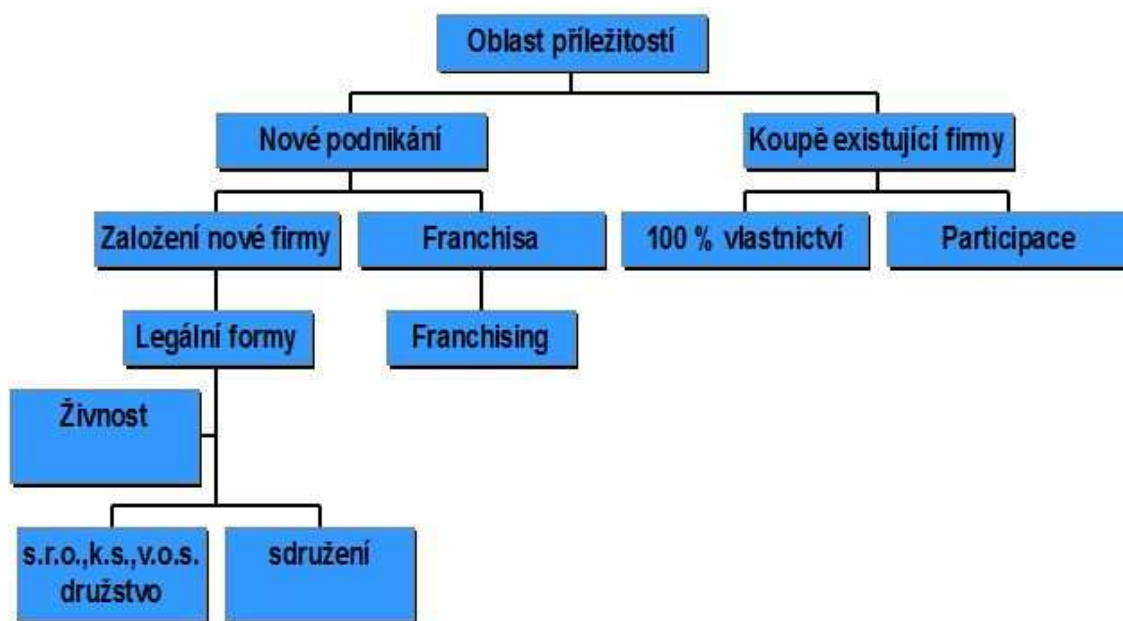 Oblast příležitostí
Nové podnikání
Koupě existující firmy
Založení nové firmy
Franchisa
100 % vlastnictví
Participace
Legální formy
Franchising
Živnost
s.r.o.,k.s.,v.o.s.
družstvo
sdružení